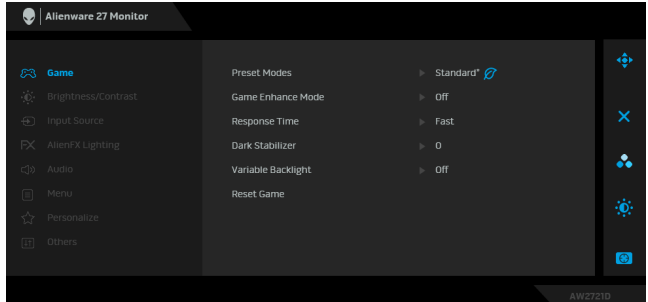 Alienware 27 Monitor
Game
Brightness/Contrast
Input Source
AlienFX Lighting
Audio
Menu
Personalize
Others
Preset Modes Standard*
Game Enhance Mode Off
Response Time Fast
Dark Stabilizer 0
Variable Backlight Off
Reset Game
AW2721D